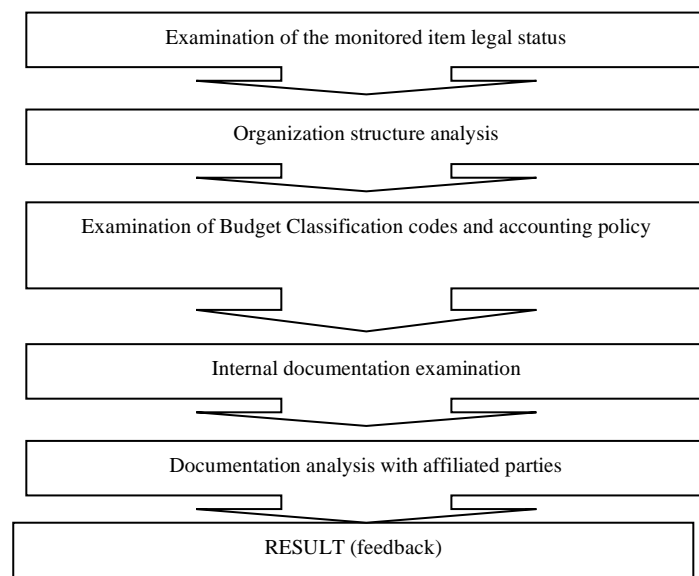 Examination of the monitored item legal status
Organization structure analysis
Examination of Budget Classification codes and accounting policy
Internal documentation examination
Documentation analysis with affiliated parties
RESULT (feedback)